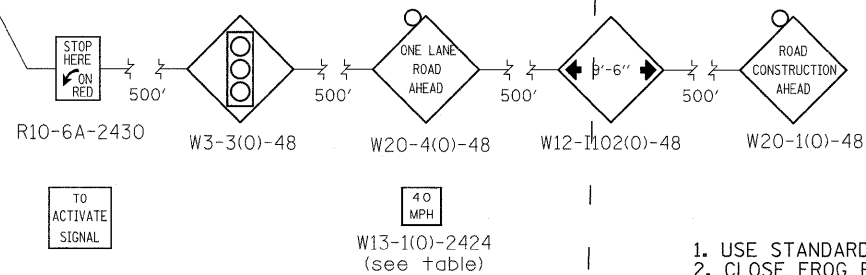 STOP
HERE
ON
RED
ONE LANE
ROAD
AHEAD
9'-6''
ROAD
CONSTRUCTION
AHEAD
500'
500'
500'
500'
R10-6A-2430
W3-3(O)-48
W20-4(O)-48
W12-I102(O)-48
W20-1(O)-48
TO
ACTIVATE
SIGNAL
40
MPH
W13-1(O)-2424
(see table)
1. USE STANDARD
2. CLOSE FROG